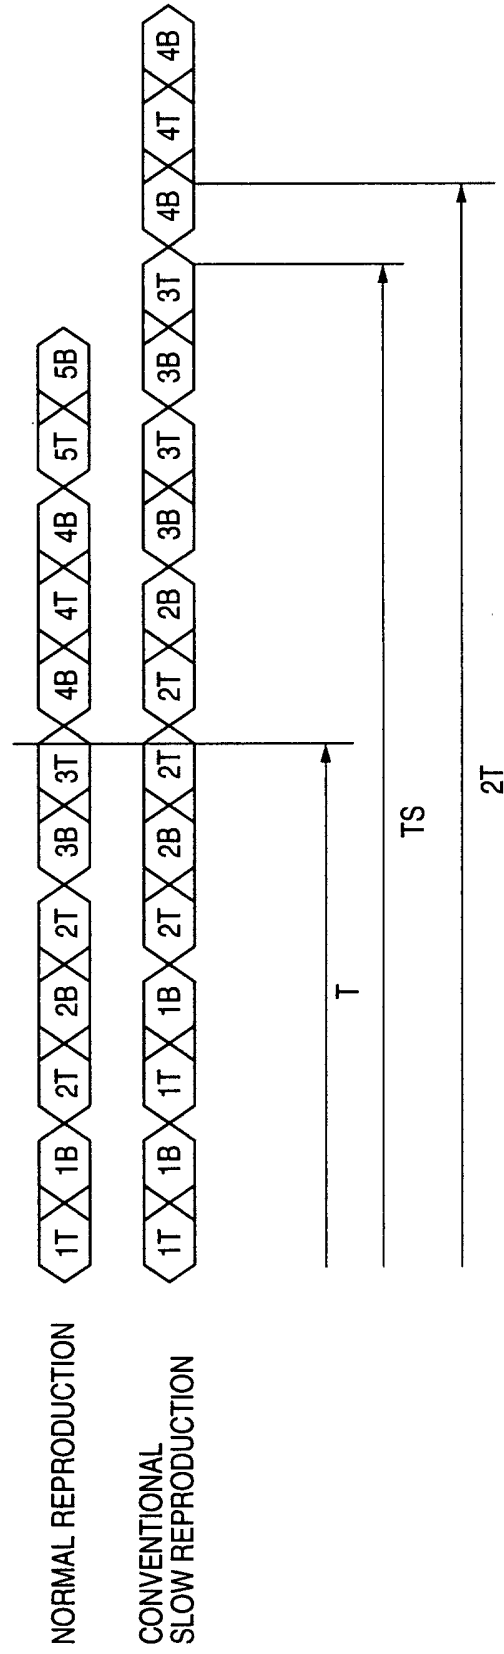 NORMAL REPRODUCTION
1T 1B 2T 2B 2T 3B 3T 4B 4T 4B 5T 5B
CONVENTIONAL
SLOW REPRODUCTION
1T 1B 1T 1B 2T 2B 2T 2T 2B 3B 3T 3B 3T 4B 4T 4B
T
TS
2T